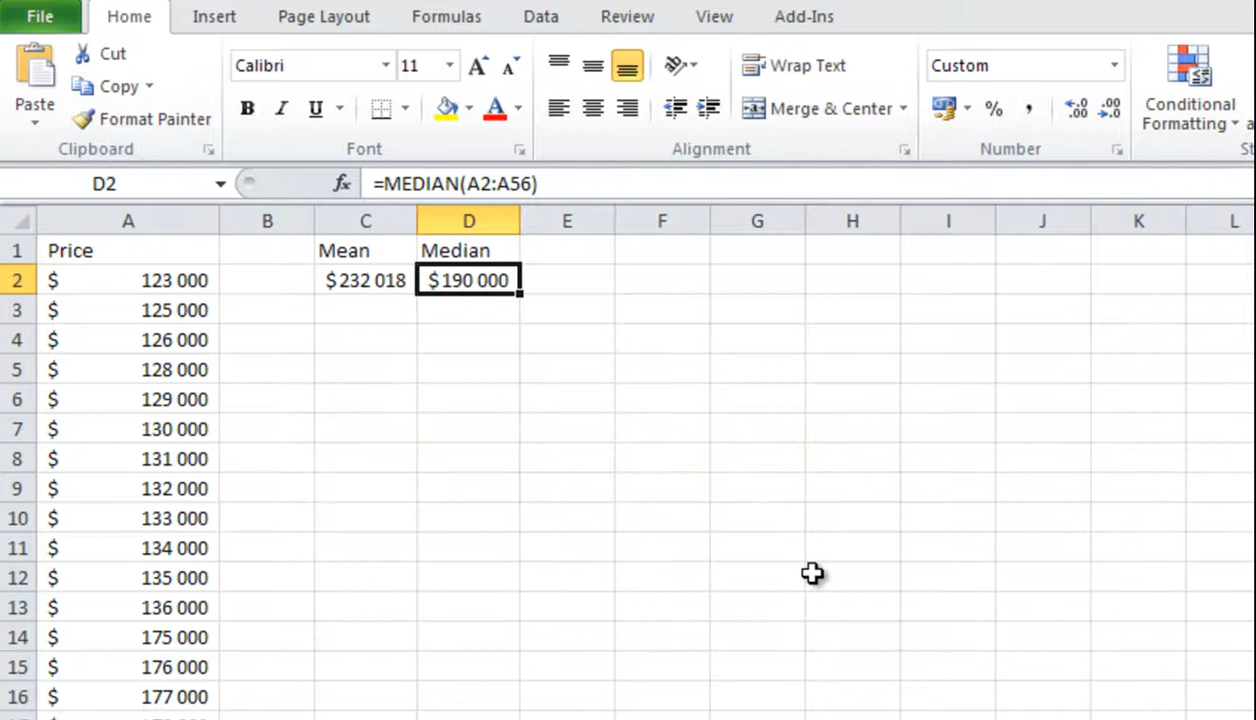 File Home Insert Page Layout Formulas Data Review View Add-Ins
Paste
Cut
Copy
Format Painter
Clipboard
Calibri 11
B I U A
Font
Wrap Text
Merge & Center
Alignment
Custom
% , .00 .00
Number
Conditional
Formatting
D2 fx =MEDIAN(A2:A56)
A B C D E F G H I J K L
1 Price Mean Median
2 $ 123 000 $232 018 $190 000
3 $ 125 000
4 $ 126 000
5 $ 128 000
6 $ 129 000
7 $ 130 000
8 $ 131 000
9 $ 132 000
10 $ 133 000
11 $ 134 000
12 $ 135 000
13 $ 136 000
14 $ 175 000
15 $ 176 000
16 $ 177 000